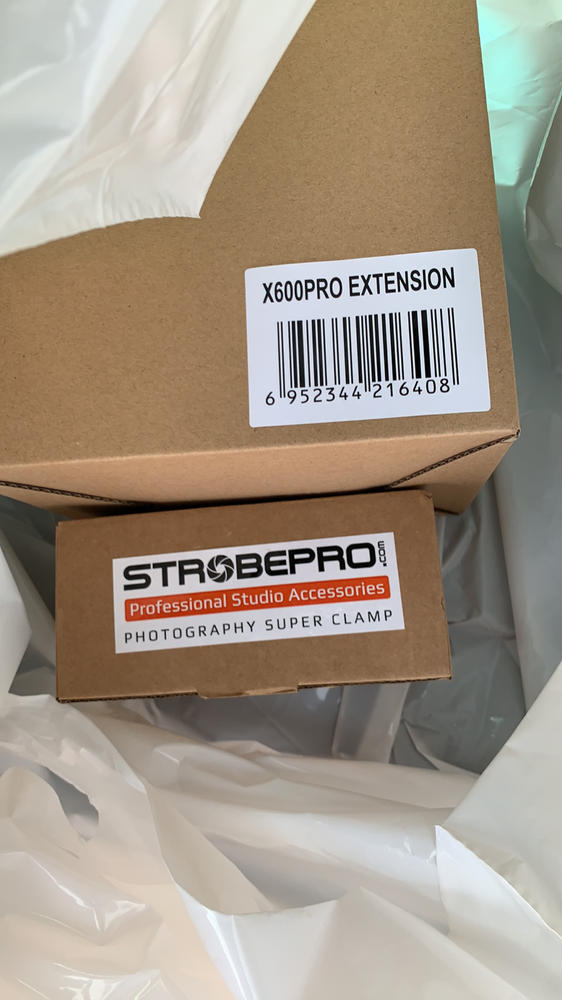 X600PRO EXTENSION
6 952344 216408
STROBEPRO.com
Professional Studio Accessories
PHOTOGRAPHY SUPER CLAMP